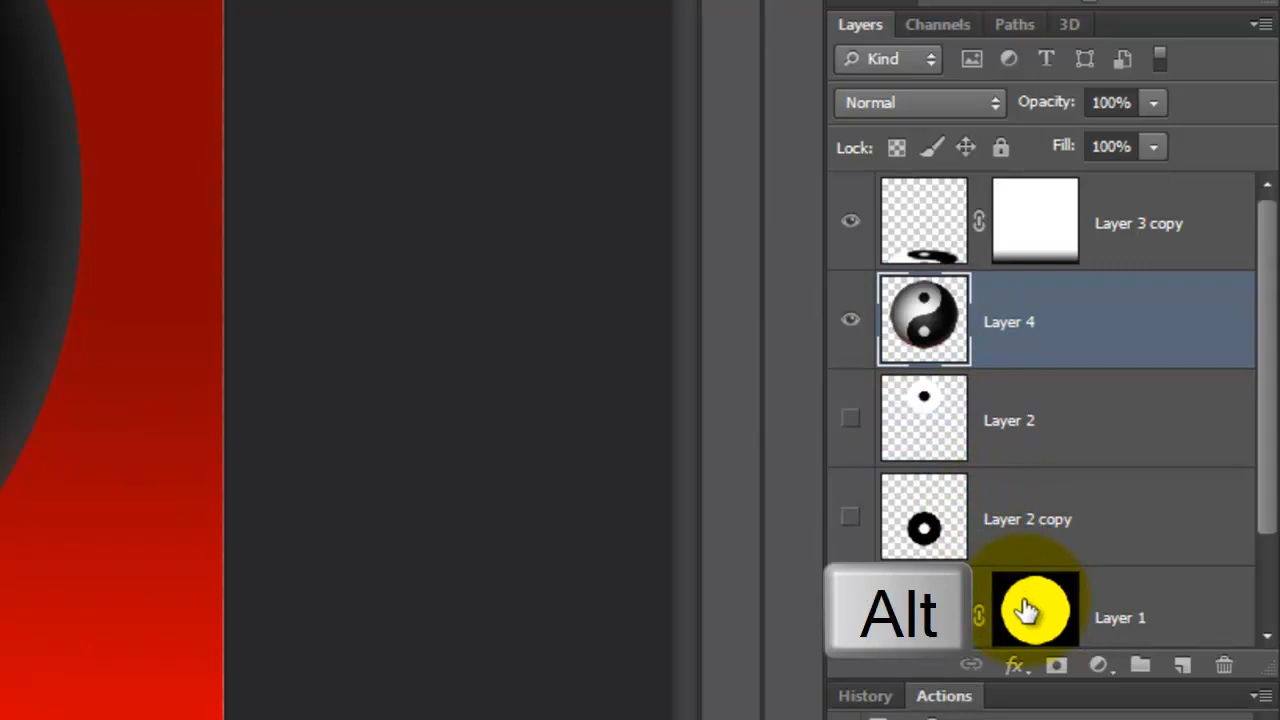 Layers Channels Paths 3D
Kind T
Normal Opacity: 100%
Lock: Fill: 100%
Layer 3 copy
Layer 4
Layer 2
Layer 2 copy
Alt Layer 1
fx
History Actions